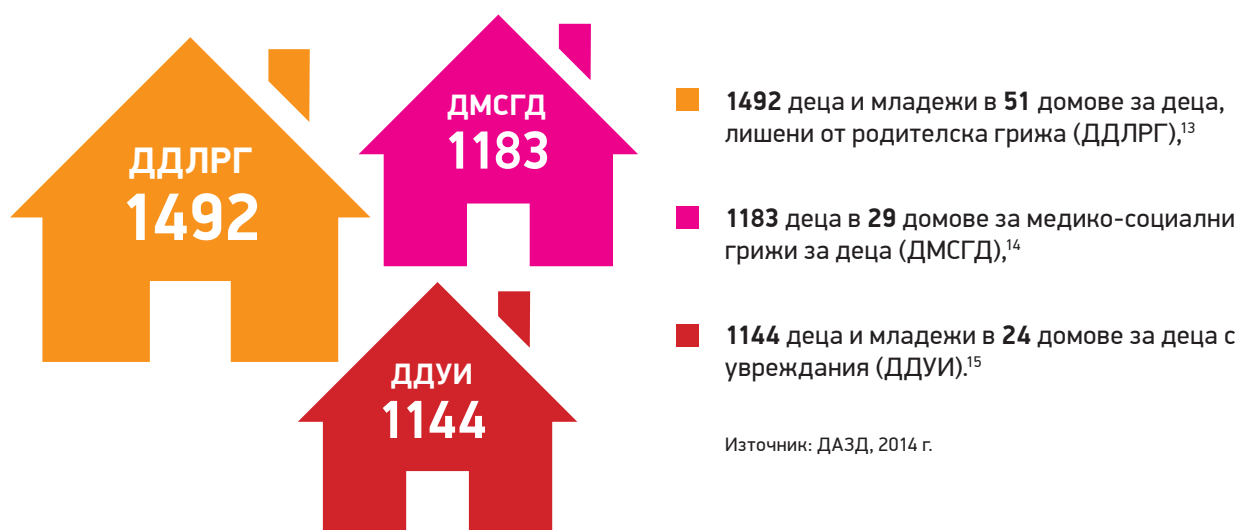 ДДЛРГ
1492
ДМСГД
1183
ДДУИ
1144
1492 деца и младежи в 51 домове за деца,
лишени от родителска грижа (ДДЛРГ),13
1183 деца в 29 домове за медико-социални
грижи за деца (ДМСГД),14
1144 деца и младежи в 24 домове за деца с
увреждания (ДДУИ).15
Източник: ДАЗД, 2014 г.